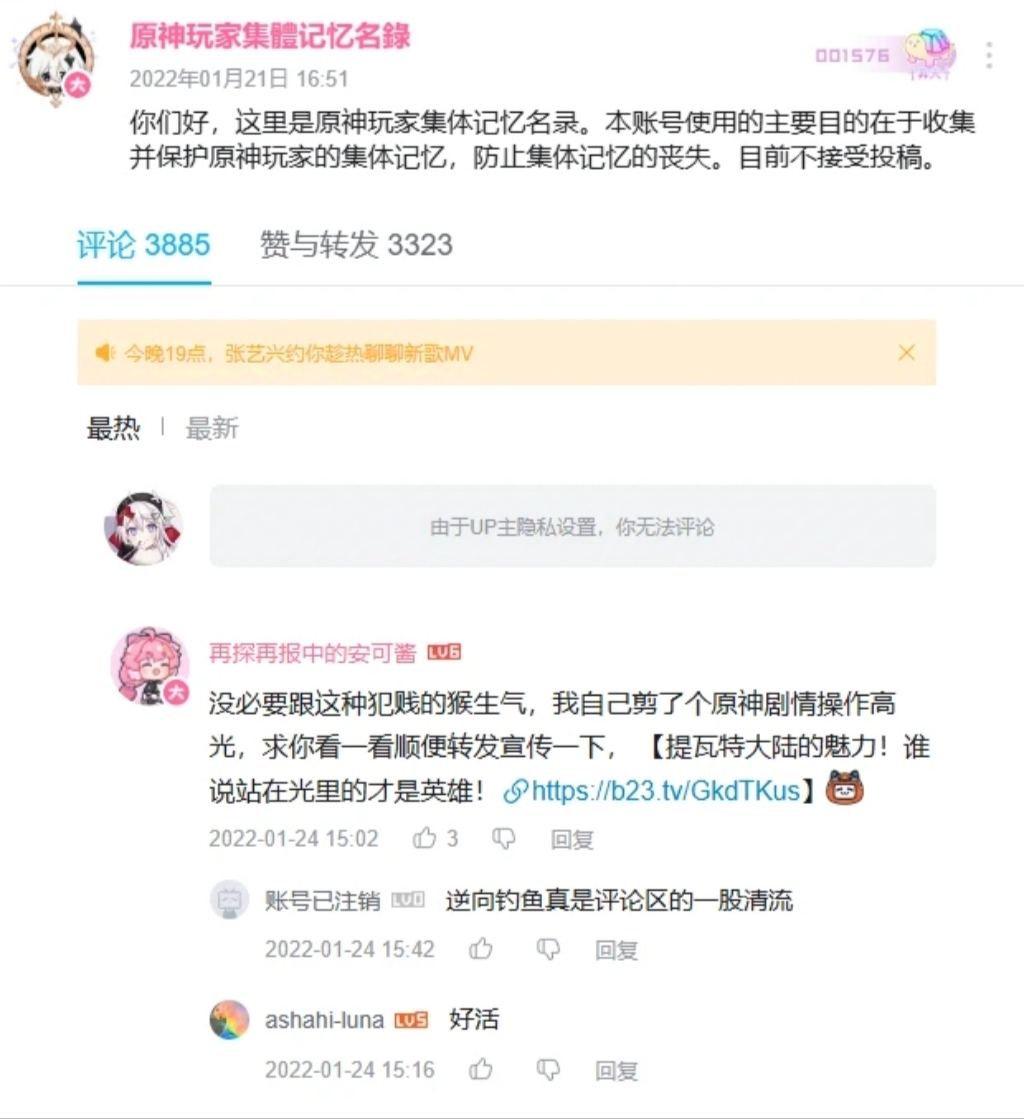 原神玩家集體记忆名錄
2022年01月21日 16:51
001576
大
你们好，这里是原神玩家集体记忆名录。本账号使用的主要目的在于收集
并保护原神玩家的集体记忆，防止集体记忆的丧失。目前不接受投稿。
评论 3885 赞与转发 3323
今晚19点，张艺兴约你趁热聊聊新歌MV
最热 | 最新
由于UP主隐私设置，你无法评论
再探再报中的安可酱 LV6
大
没必要跟这种犯贱的猴生气，我自己剪了个原神剧情操作高
光，求你看一看顺便转发宣传一下，【提瓦特大陆的魅力！谁
说站在光里的才是英雄！https://b23.tv/GkdTKus】
2022-01-24 15:02 3 回复
账号已注销 LV0 逆向钓鱼真是评论区的一股清流
2022-01-24 15:42 回复
ashahi-luna LV5 好活
2022-01-24 15:16 回复